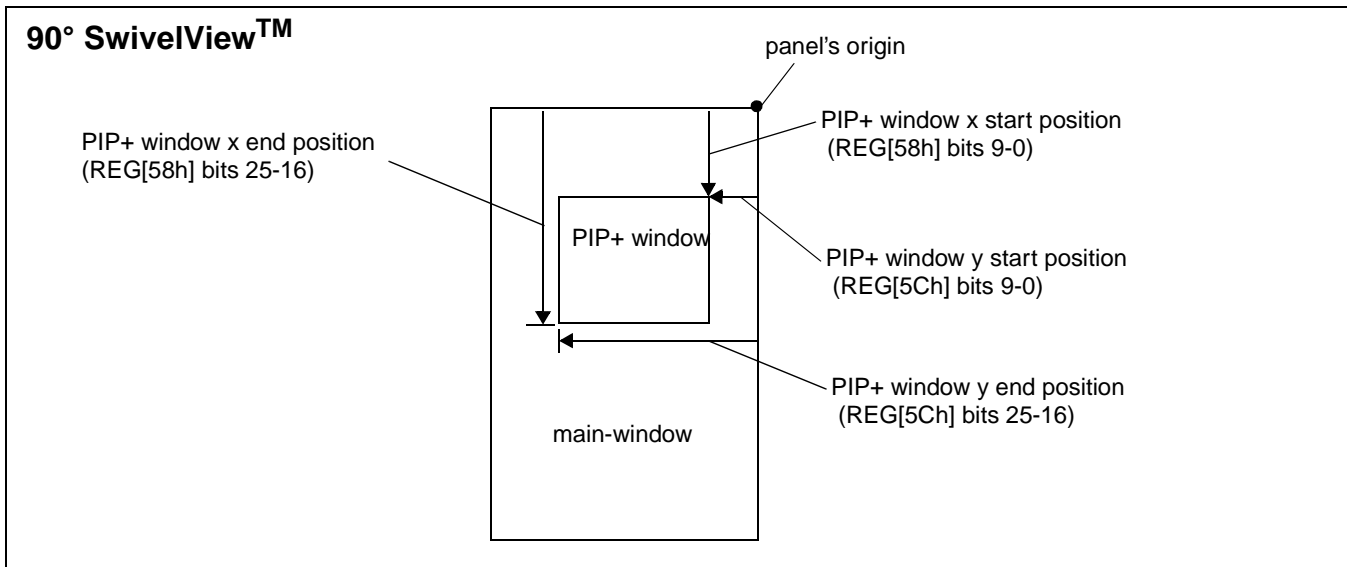 90° SwivelView™
panel's origin
PIP+ window x start position
(REG[58h] bits 9-0)
PIP+ window x end position
(REG[58h] bits 25-16)
PIP+ window
PIP+ window y start position
(REG[5Ch] bits 9-0)
PIP+ window y end position
(REG[5Ch] bits 25-16)
main-window